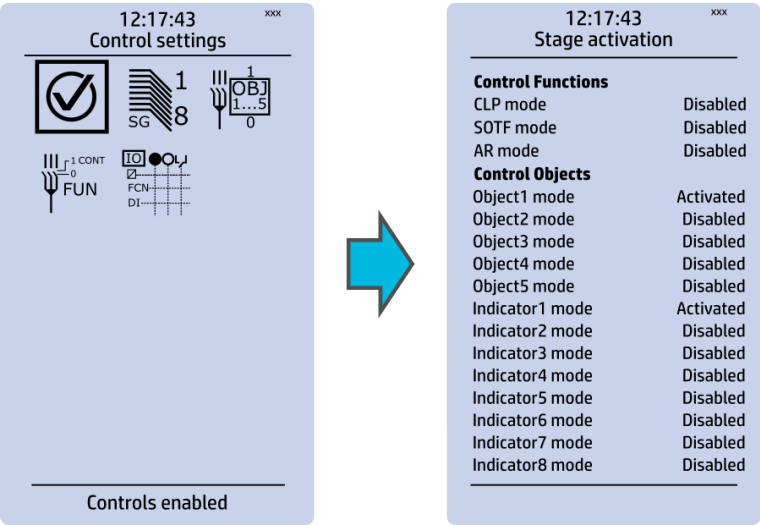 12:17:43 xxx
Control settings
1
SG 8
1
OBJ
1...5
0
1 CONT
0
FUN
IO
FCN
DI
Controls enabled
12:17:43 xxx
Stage activation
Control Functions
CLP mode Disabled
SOTF mode Disabled
AR mode Disabled
Control Objects
Object1 mode Activated
Object2 mode Disabled
Object3 mode Disabled
Object4 mode Disabled
Object5 mode Disabled
Indicator1 mode Activated
Indicator2 mode Disabled
Indicator3 mode Disabled
Indicator4 mode Disabled
Indicator5 mode Disabled
Indicator6 mode Disabled
Indicator7 mode Disabled
Indicator8 mode Disabled